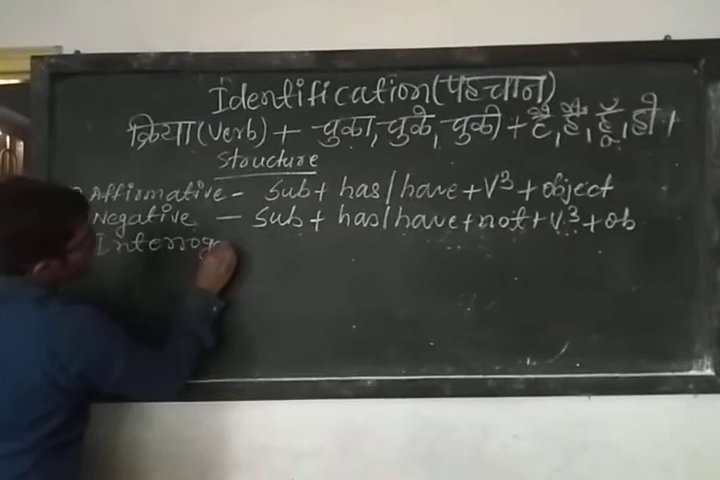 Identification (पहचान)
क्रिया (verb) + चुका, चुके, चुकी + है, हैं, हूँ, हो।
Structure
Affirmative - Sub + has/have + V³ + object
Negative - Sub + has/have + not + V³ + ob
Interrog